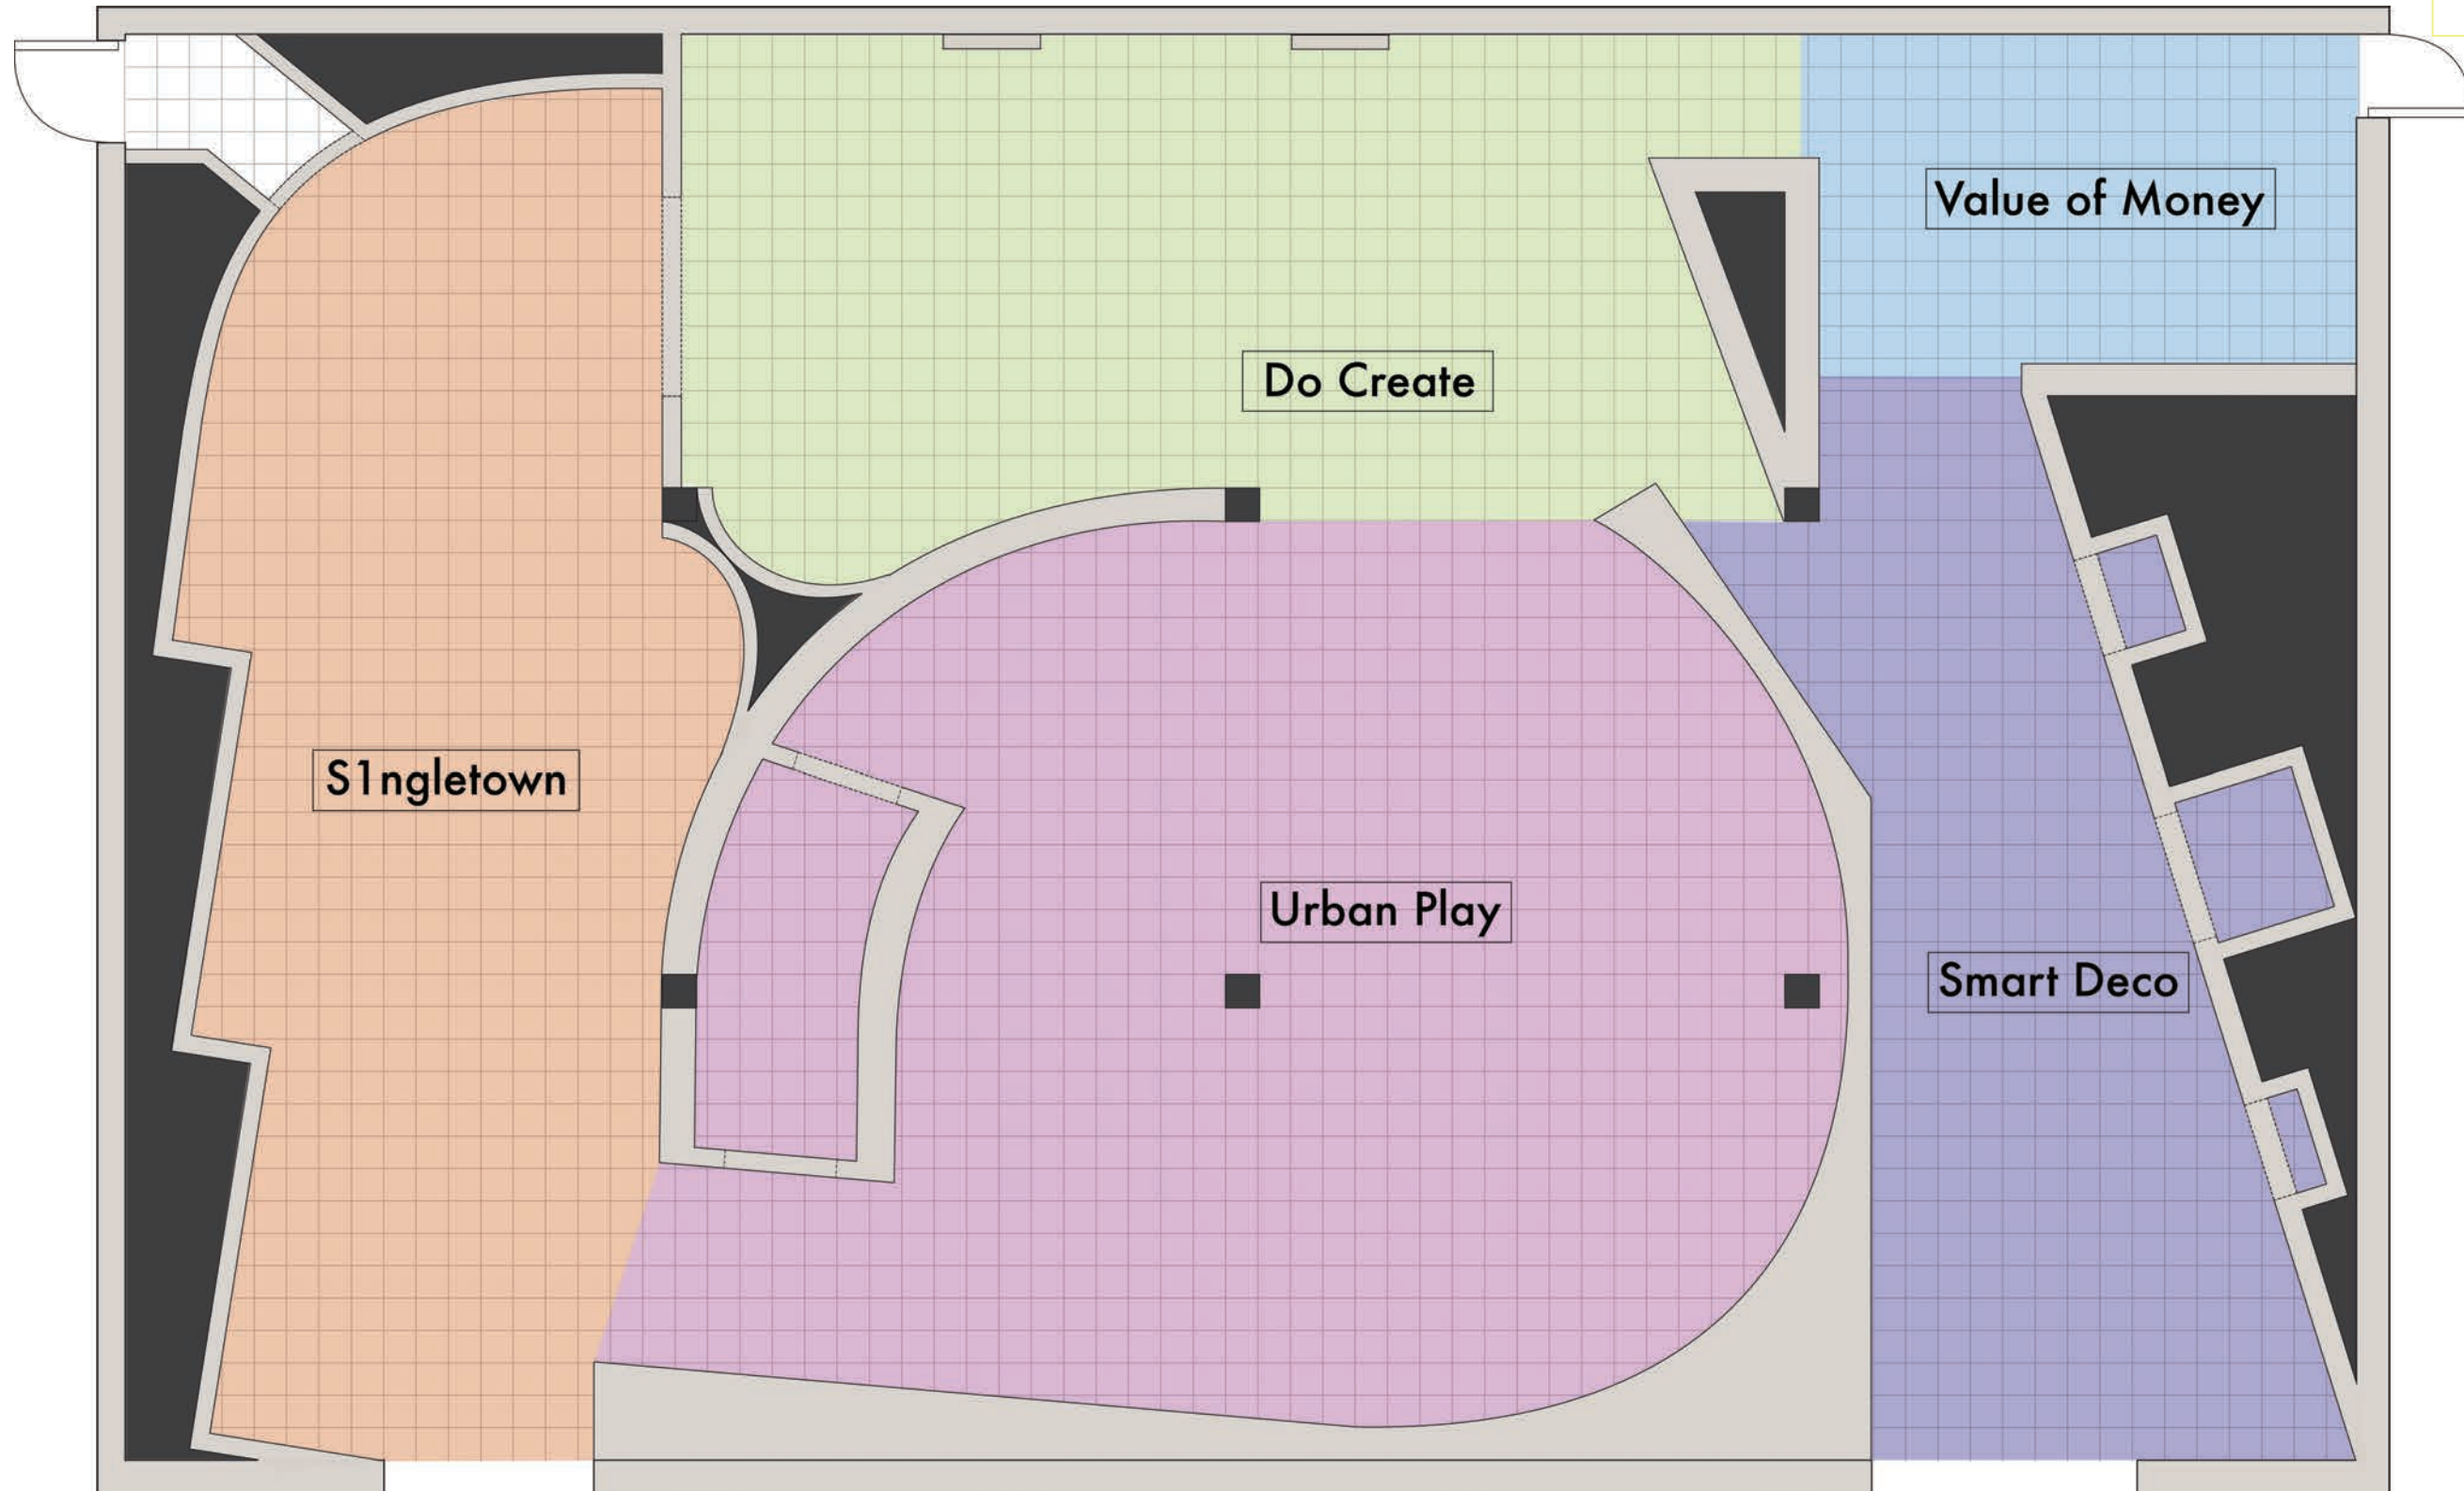 Value of Money
Do Create
S1ngletown
Urban Play
Smart Deco